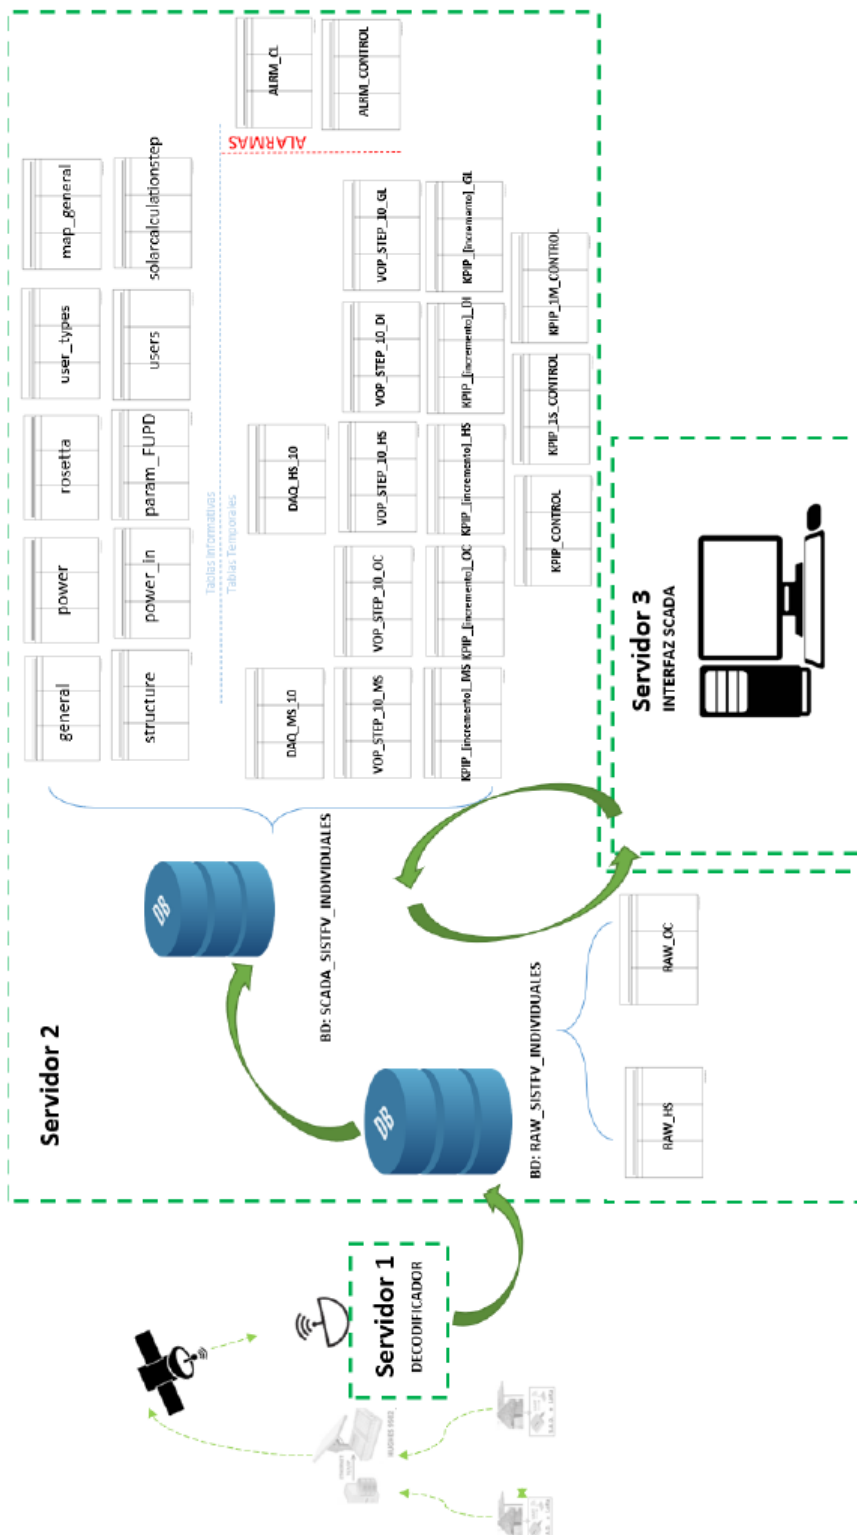 Servidor 2
general
power
rosetta
user_types
map_general
structure
power_in
param_FUPD
users
solarcalculationstep
Tablas Informativas
Tablas Temporales
ALARMAS
ALRM_CL
ALRM_CONTROL
DAQ_MS_10
DAQ_HS_10
VOP_STEP_10_MS
VOP_STEP_10_OC
VOP_STEP_10_HS
VOP_STEP_10_DI
VOP_STEP_10_GL
KPIP_[incremento]_MS
KPIP_[incremento]_OC
KPIP_[incremento]_HS
KPIP_[incremento]_DI
KPIP_[incremento]_GL
KPIP_CONTROL
KPIP_1S_CONTROL
KPIP_1M_CONTROL
DB
BD: SCADA_SISTFV_INDIVIDUALES
DB
BD: RAW_SISTFV_INDIVIDUALES
RAW_HS
RAW_OC
Servidor 1
DECODIFICADOR
HUGHES 9502
Servidor 3
INTERFAZ SCADA